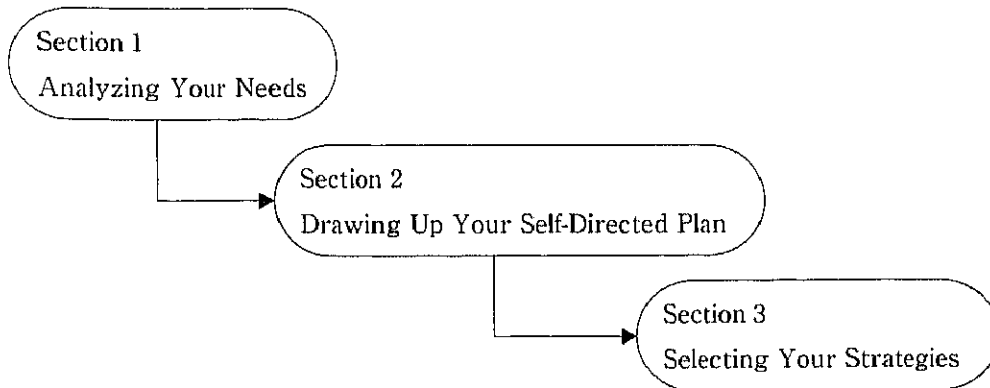 Section 1
Analyzing Your Needs
Section 2
Drawing Up Your Self-Directed Plan
Section 3
Selecting Your Strategies